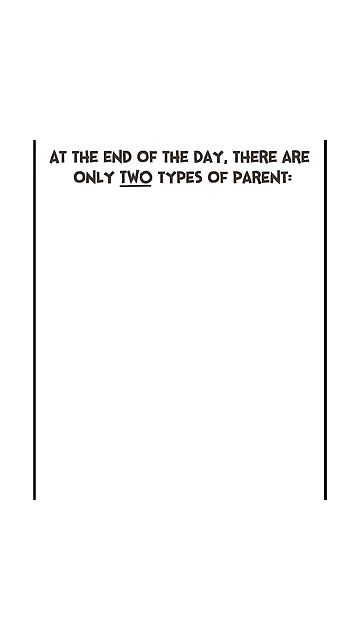 AT THE END OF THE DAY, THERE ARE
ONLY TWO TYPES OF PARENT: